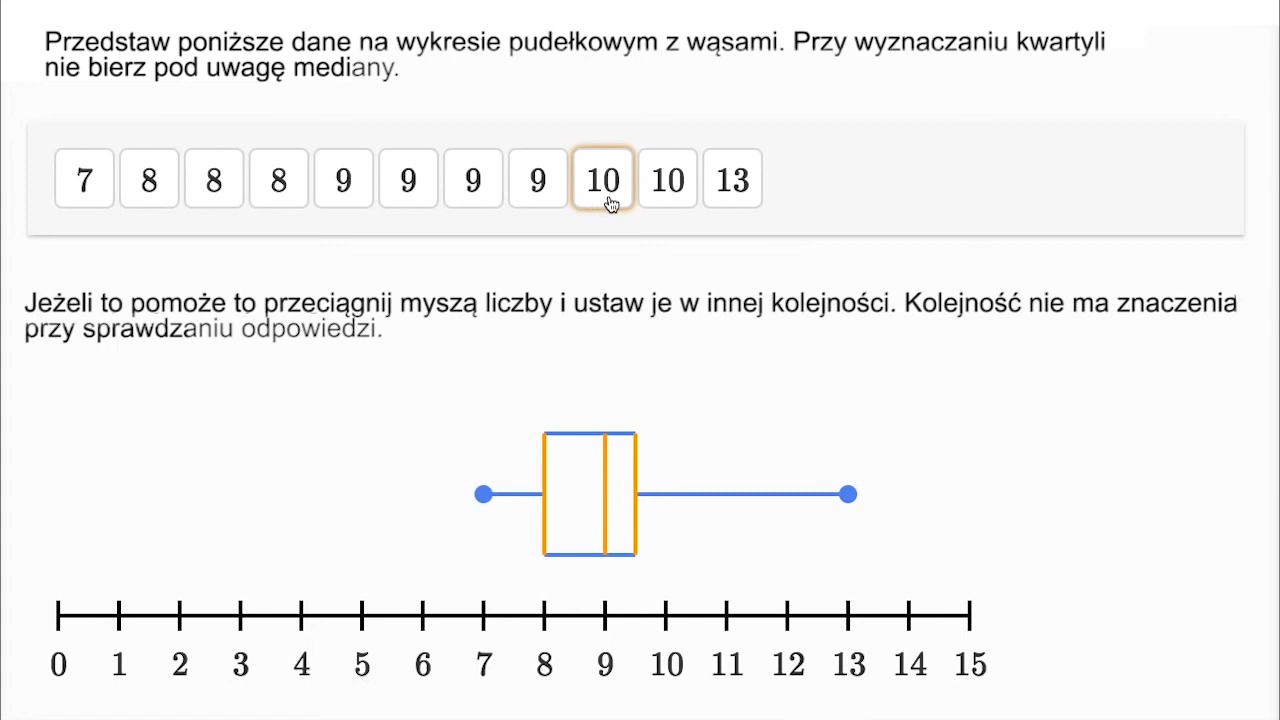 Przedstaw poniższe dane na wykresie pudełkowym z wąsami. Przy wyznaczaniu kwartyli
nie bierz pod uwagę mediany.
7 8 8 8 9 9 9 9 10 10 13
Jeżeli to pomoże to przeciągnij myszą liczby i ustaw je w innej kolejności. Kolejność nie ma znaczenia
przy sprawdzaniu odpowiedzi.
0 1 2 3 4 5 6 7 8 9 10 11 12 13 14 15